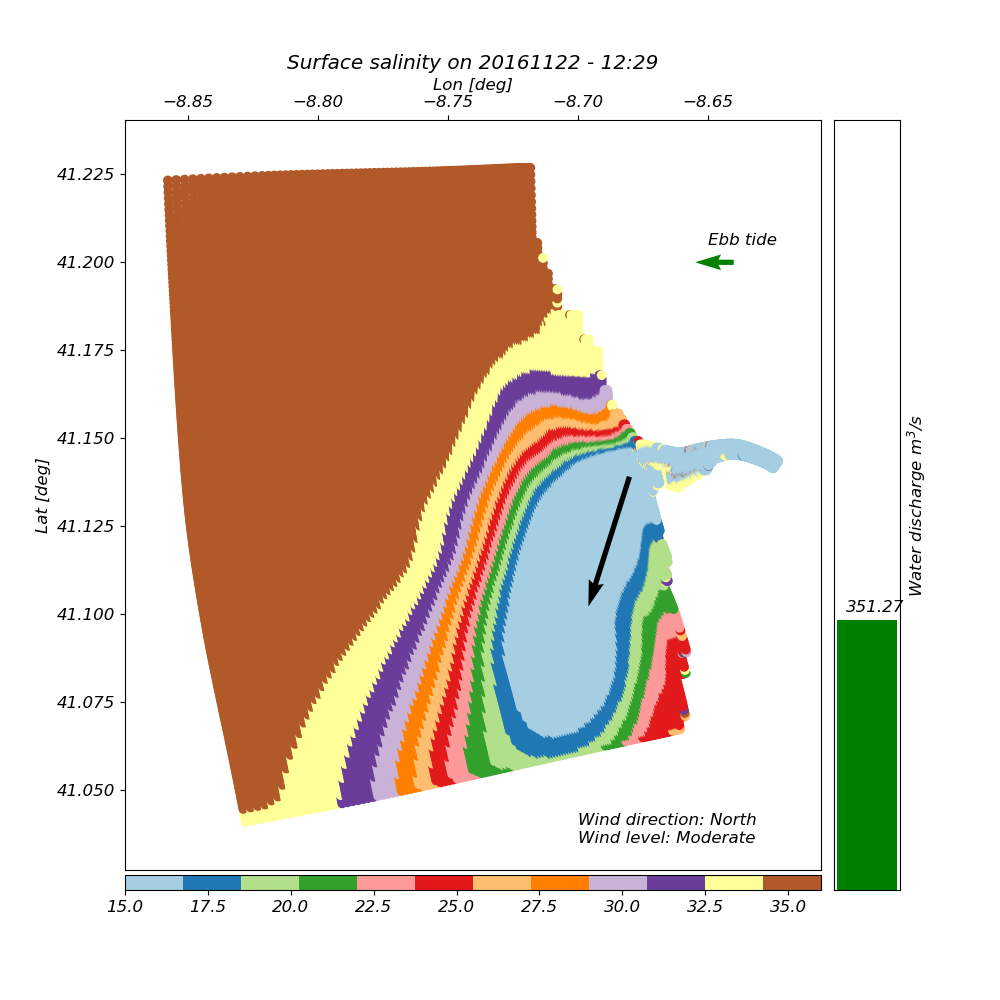 Surface salinity on 20161122 - 12:29
Lon [deg]
−8.85 −8.80 −8.75 −8.70 −8.65
41.225
41.200
41.175
41.150
41.125
41.100
41.075
41.050
Lat [deg]
Ebb tide
Wind direction: North
Wind level: Moderate
351.27
Water discharge m³/s
15.0 17.5 20.0 22.5 25.0 27.5 30.0 32.5 35.0